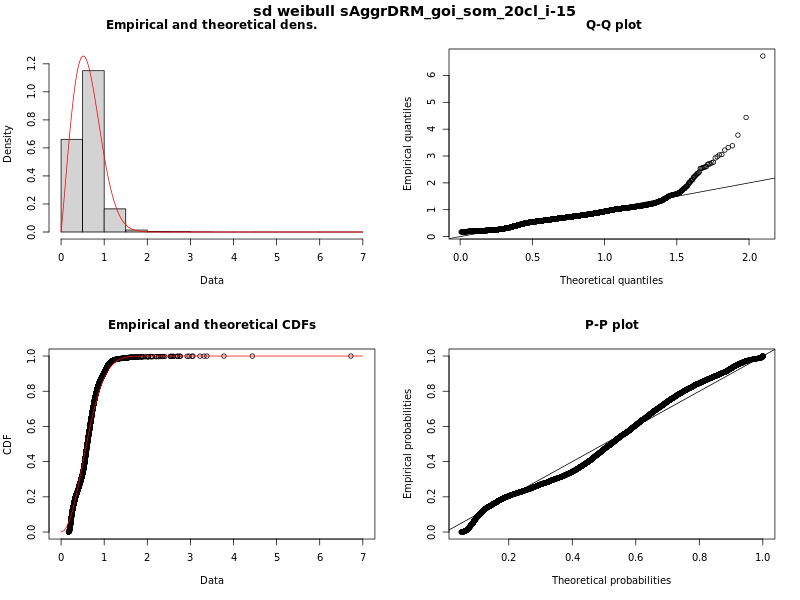 sd weibull sAggrDRM_goi_som_20cl_i-15
Empirical and theoretical dens.
Density
0.0 0.2 0.4 0.6 0.8 1.0 1.2
0 1 2 3 4 5 6 7
Data
Q-Q plot
Empirical quantiles
0 1 2 3 4 5 6
0.0 0.5 1.0 1.5 2.0
Theoretical quantiles
Empirical and theoretical CDFs
CDF
0.0 0.2 0.4 0.6 0.8 1.0
0 1 2 3 4 5 6 7
Data
P-P plot
Empirical probabilities
0.0 0.2 0.4 0.6 0.8 1.0
0.2 0.4 0.6 0.8 1.0
Theoretical probabilities